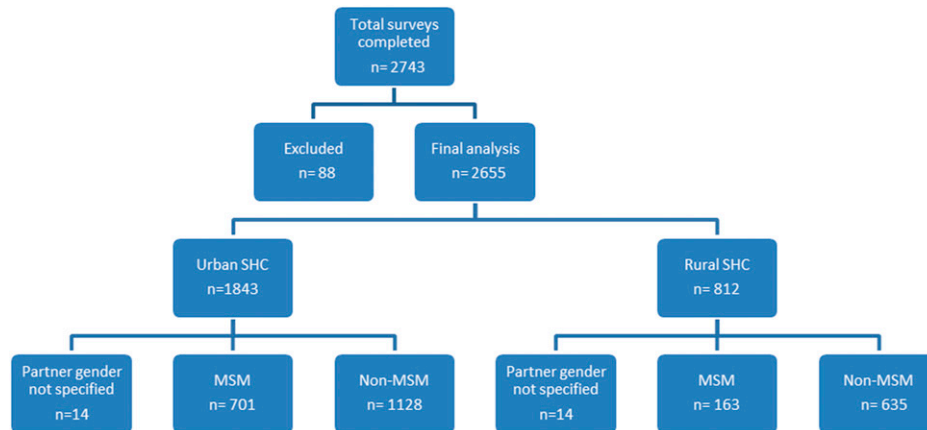 Total surveys
completed
n= 2743
Excluded
n= 88
Final analysis
n= 2655
Urban SHC
n=1843
Rural SHC
n= 812
Partner gender
not specified
n=14
MSM
n= 701
Non-MSM
n= 1128
Partner gender
not specified
n=14
MSM
n= 163
Non-MSM
n= 635